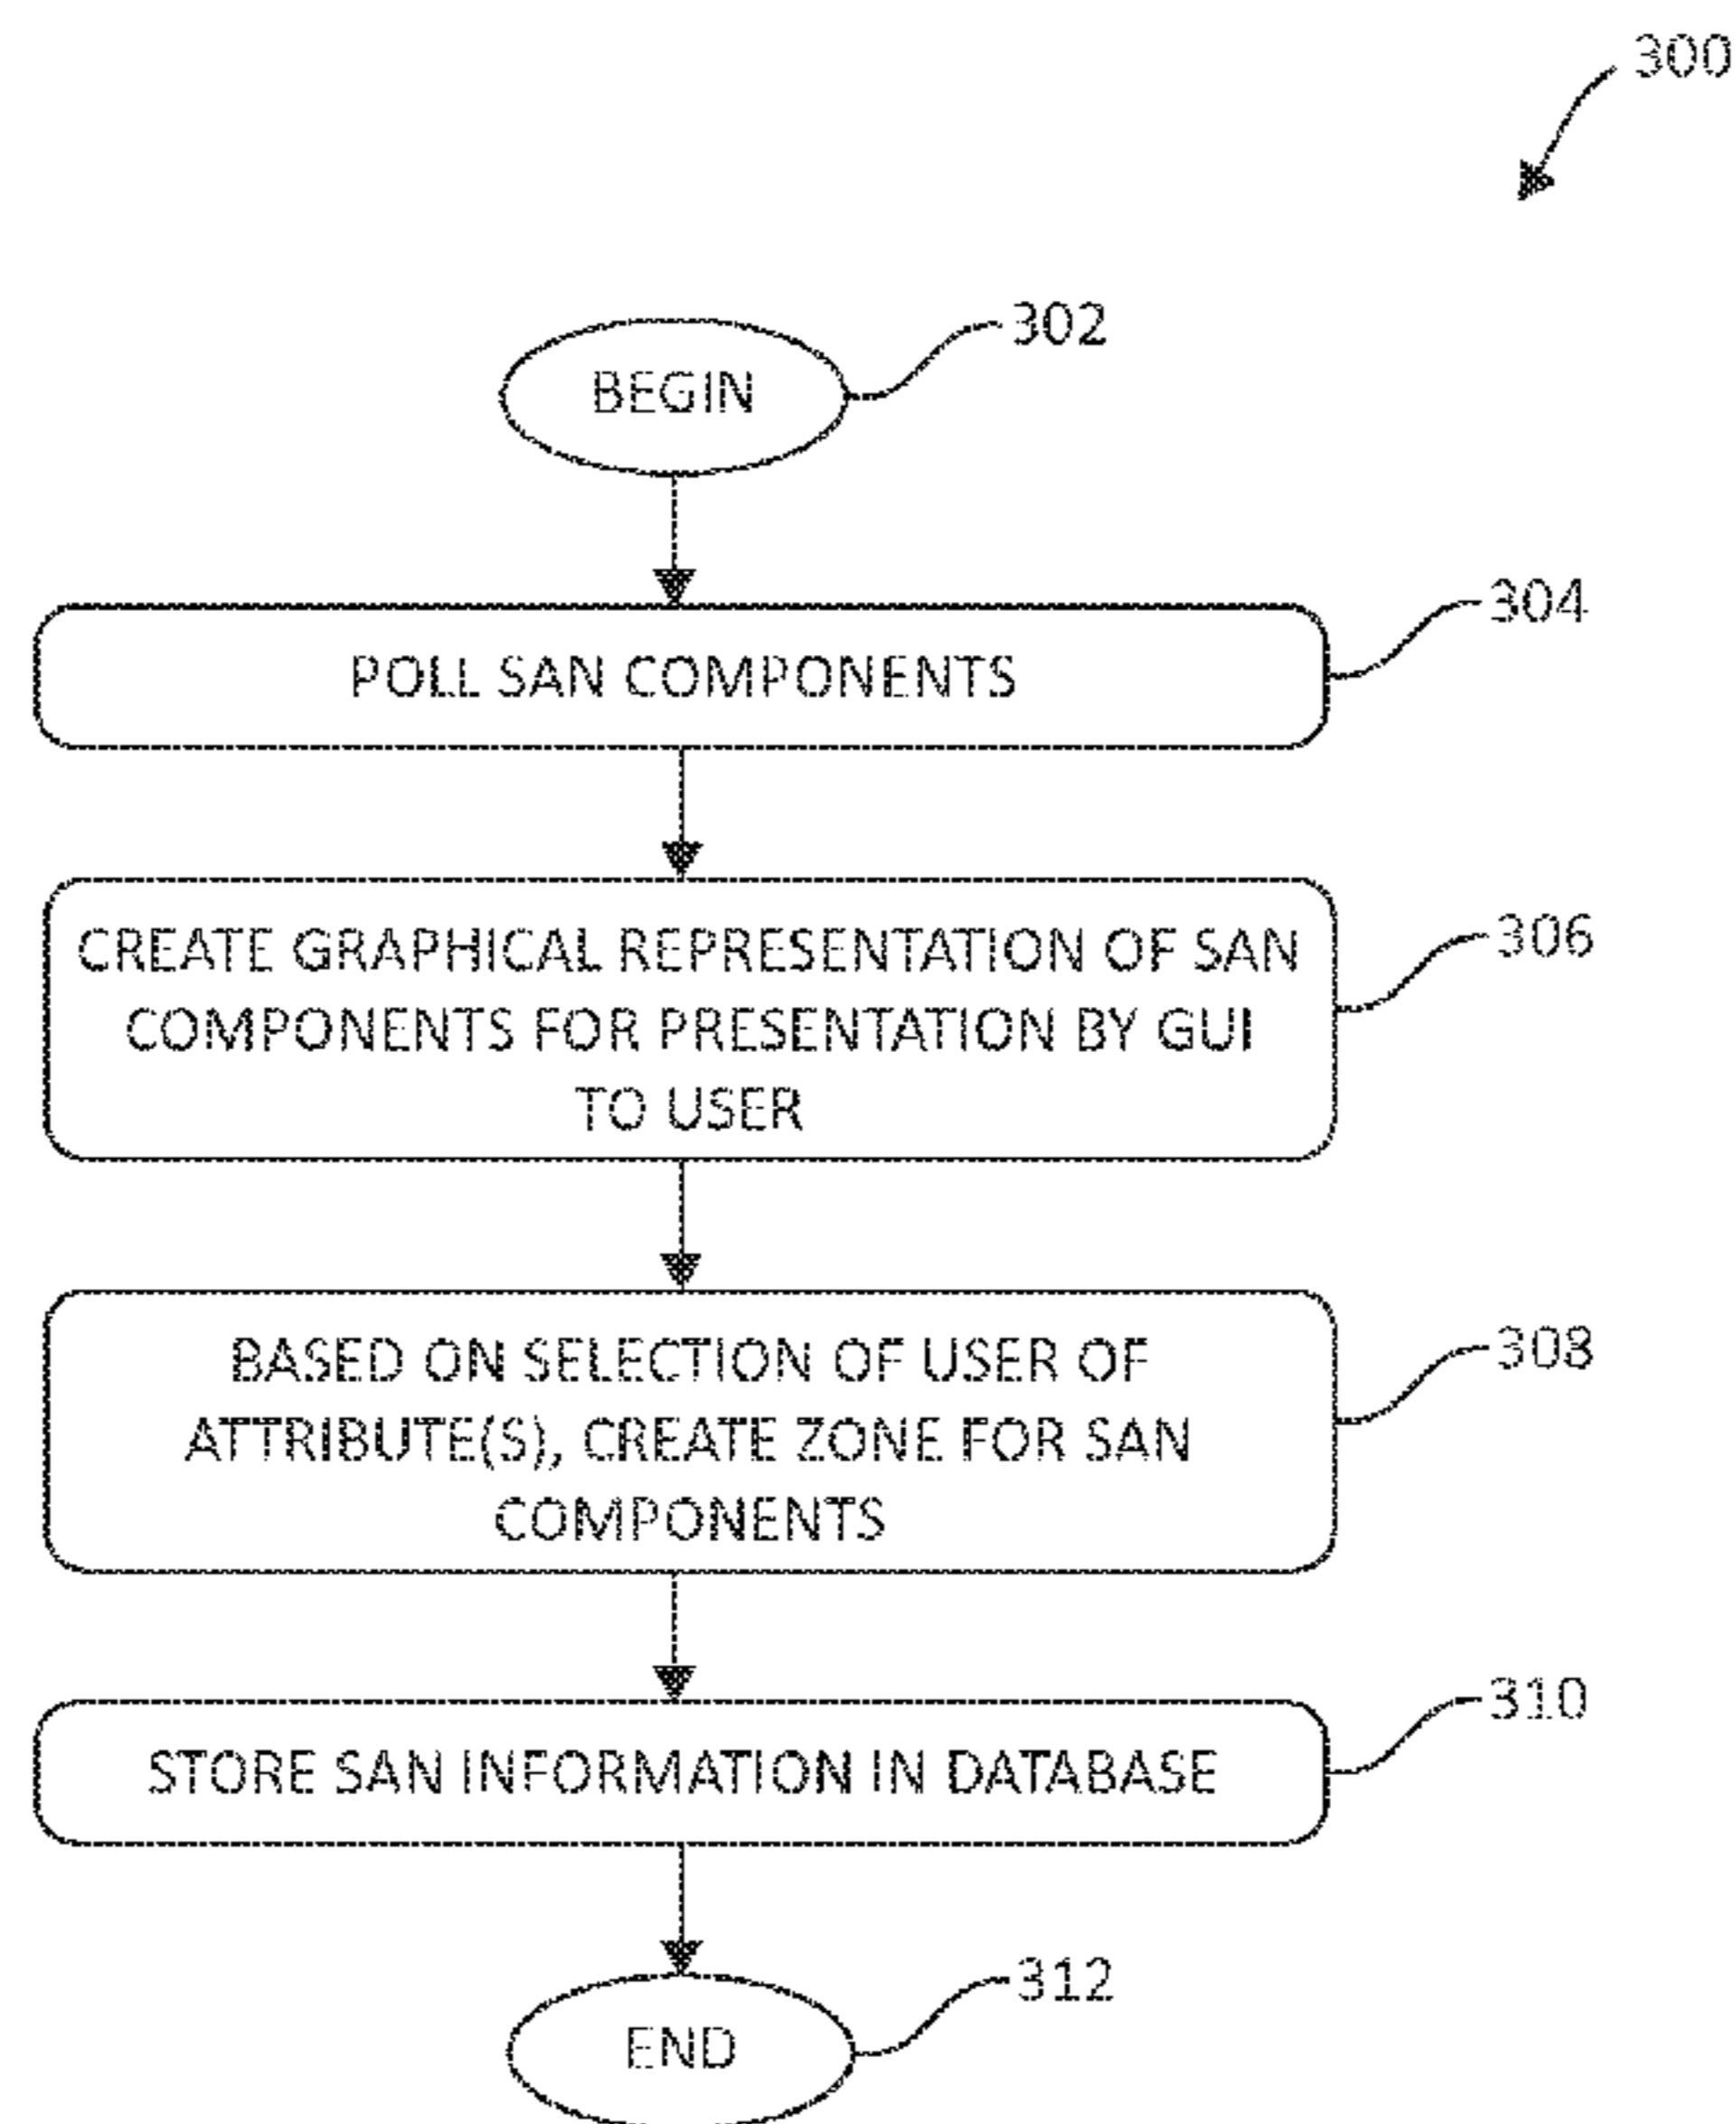 300
302
BEGIN
304
POLL SAN COMPONENTS
306
CREATE GRAPHICAL REPRESENTATION OF SAN
COMPONENTS FOR PRESENTATION BY GUI
TO USER
308
BASED ON SELECTION OF USER OF
ATTRIBUTE(S), CREATE ZONE FOR SAN
COMPONENTS
310
STORE SAN INFORMATION IN DATABASE
312
END